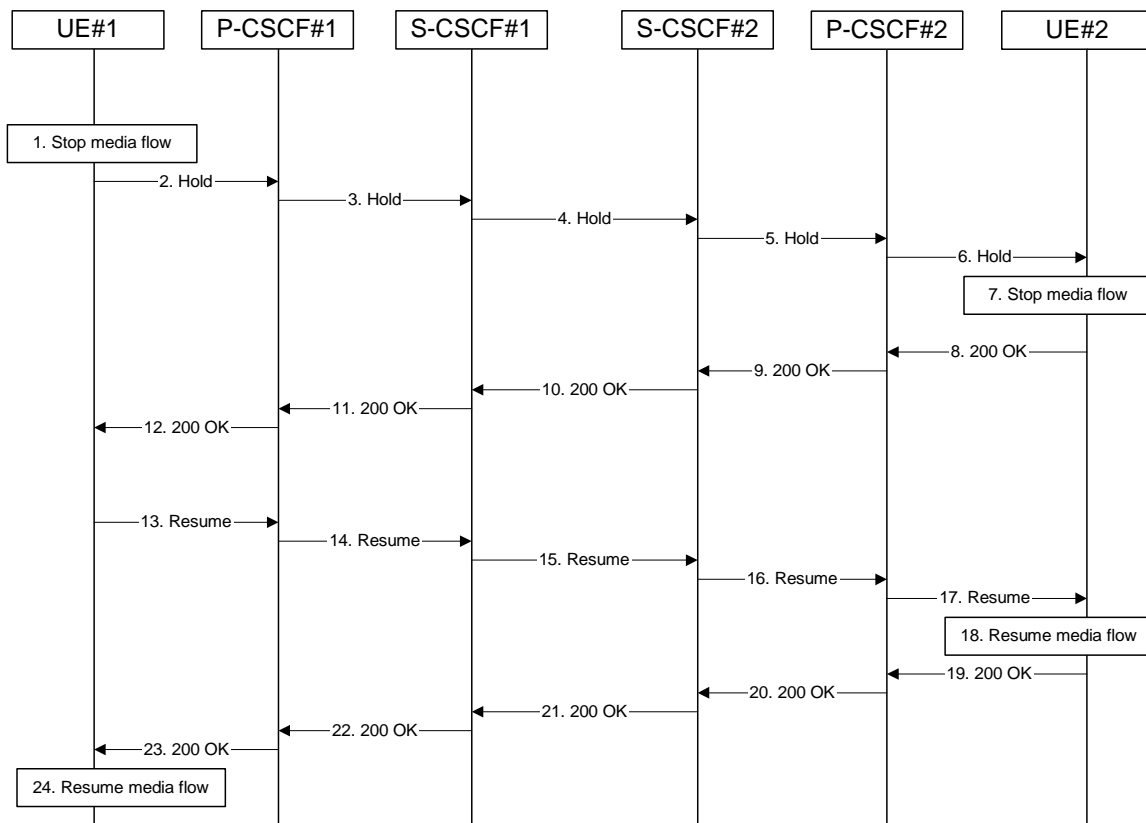 UE#1
P-CSCF#1
S-CSCF#1
S-CSCF#2
P-CSCF#2
UE#2
1. Stop media flow
2. Hold
3. Hold
4. Hold
5. Hold
6. Hold
7. Stop media flow
8. 200 OK
9. 200 OK
10. 200 OK
11. 200 OK
12. 200 OK
13. Resume
14. Resume
15. Resume
16. Resume
17. Resume
18. Resume media flow
19. 200 OK
20. 200 OK
21. 200 OK
22. 200 OK
23. 200 OK
24. Resume media flow